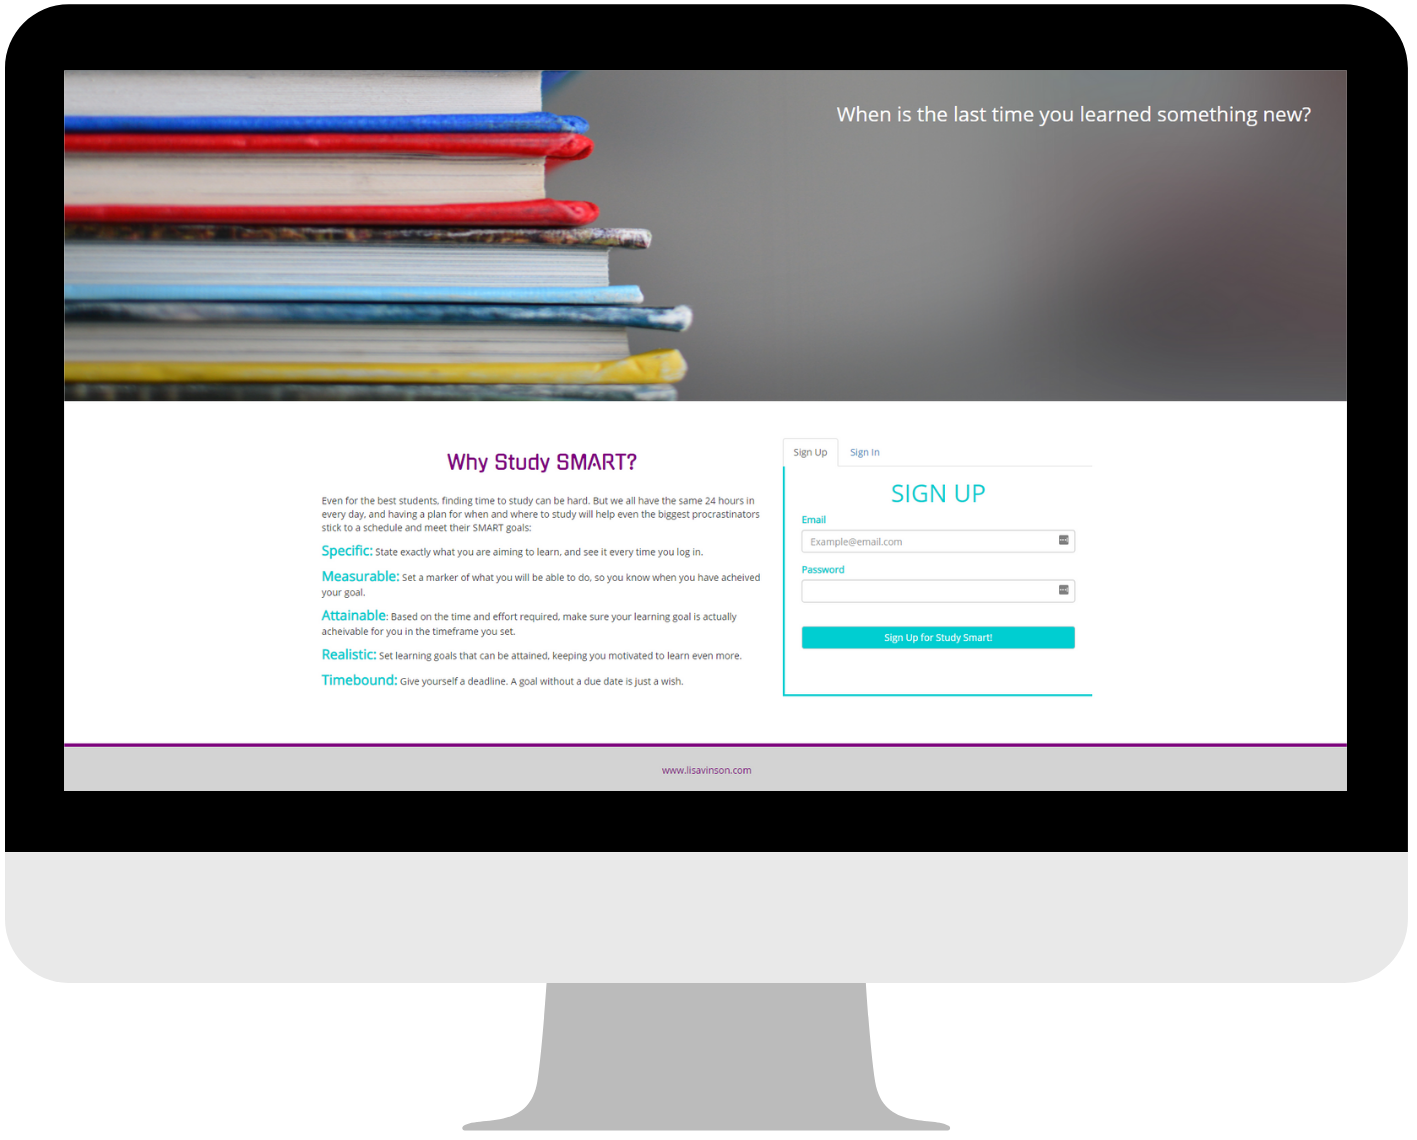 When is the last time you learned something new?
Why Study SMART?
Even for the best students, finding time to study can be hard. But we all have the same 24 hours in
every day, and having a plan for when and where to study will help even the biggest procrastinators
stick to a schedule and meet their SMART goals:
Specific: State exactly what you are aiming to learn, and see it every time you log in.
Measurable: Set a marker of what you will be able to do, so you know when you have acheived
your goal.
Attainable: Based on the time and effort required, make sure your learning goal is actually
acheivable for you in the timeframe you set.
Realistic: Set learning goals that can be attained, keeping you motivated to learn even more.
Timebound: Give yourself a deadline. A goal without a due date is just a wish.
Sign Up Sign In
SIGN UP
Email
Example@email.com
Password
Sign Up for Study Smart!
www.lisavinson.com